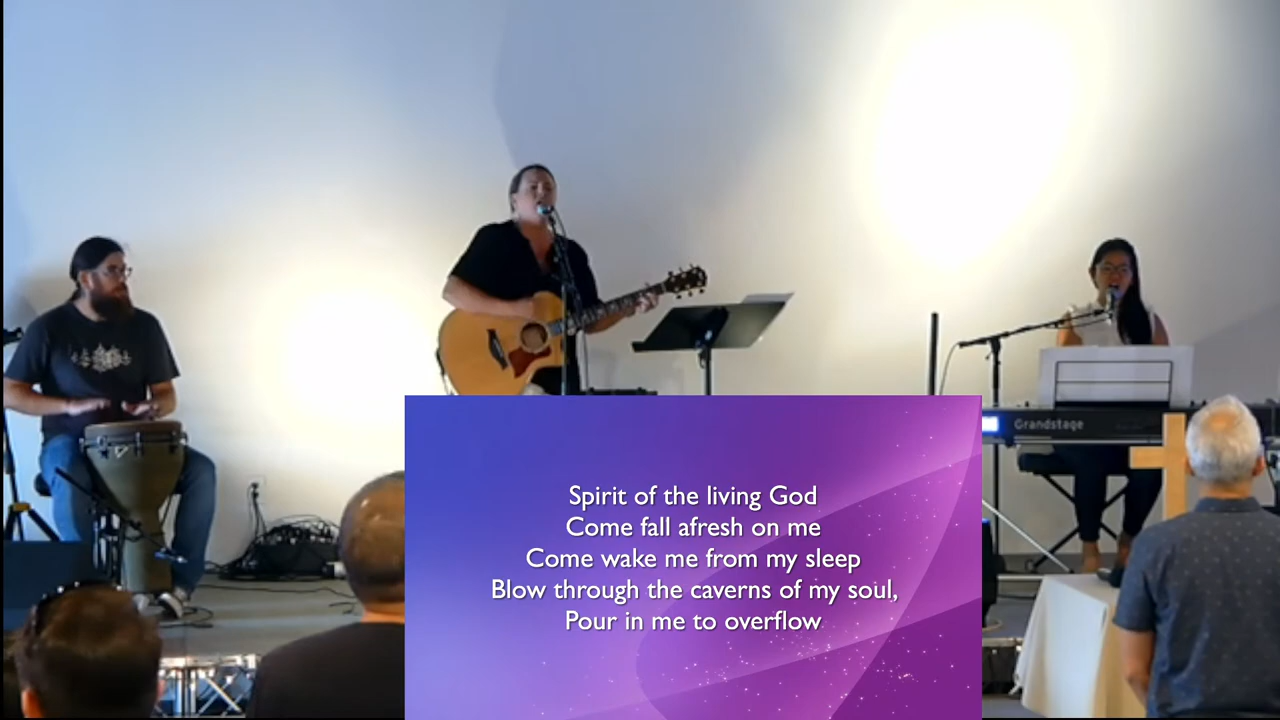 Grandstage
Spirit of the living God
Come fall afresh on me
Come wake me from my sleep
Blow through the caverns of my soul,
Pour in me to overflow